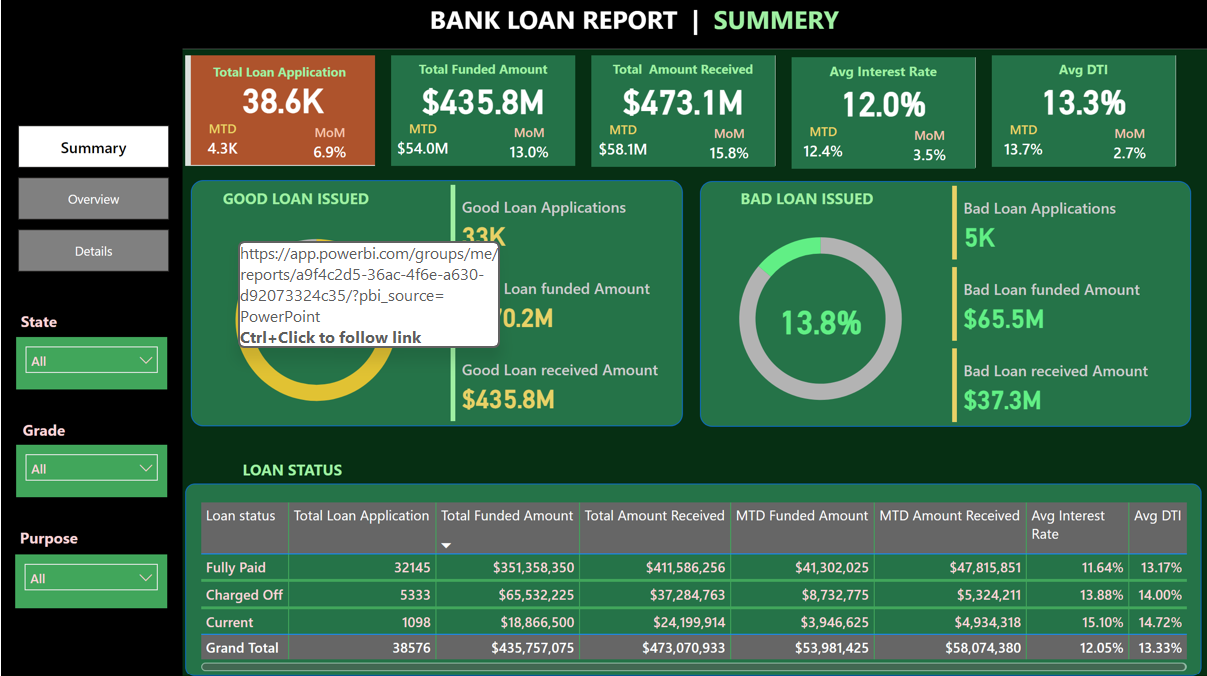 BANK LOAN REPORT | SUMMERY
Total Loan Application
38.6K
MTD
MoM
4.3K
6.9%
Total Funded Amount
$435.8M
MTD
MoM
$54.0M
13.0%
Total Amount Received
$473.1M
MTD
MoM
$58.1M
15.8%
Avg Interest Rate
12.0%
MTD
MoM
12.4%
3.5%
Avg DTI
13.3%
MTD
MoM
13.7%
2.7%
Summary
Overview
Details
State
All
Grade
All
Purpose
All
GOOD LOAN ISSUED
https://app.powerbi.com/groups/me/
reports/a9f4c2d5-36ac-4f6e-a630-
d92073324c35/?pbi_source=
PowerPoint
Ctrl+Click to follow link
Good Loan Applications
33K
Loan funded Amount
0.2M
Good Loan received Amount
$435.8M
BAD LOAN ISSUED
13.8%
Bad Loan Applications
5K
Bad Loan funded Amount
$65.5M
Bad Loan received Amount
$37.3M
LOAN STATUS
Loan status Total Loan Application Total Funded Amount Total Amount Received MTD Funded Amount MTD Amount Received Avg Interest Rate Avg DTI
Fully Paid 32145 $351,358,350 $411,586,256 $41,302,025 $47,815,851 11.64% 13.17%
Charged Off 5333 $65,532,225 $37,284,763 $8,732,775 $5,324,211 13.88% 14.00%
Current 1098 $18,866,500 $24,199,914 $3,946,625 $4,934,318 15.10% 14.72%
Grand Total 38576 $435,757,075 $473,070,933 $53,981,425 $58,074,380 12.05% 13.33%